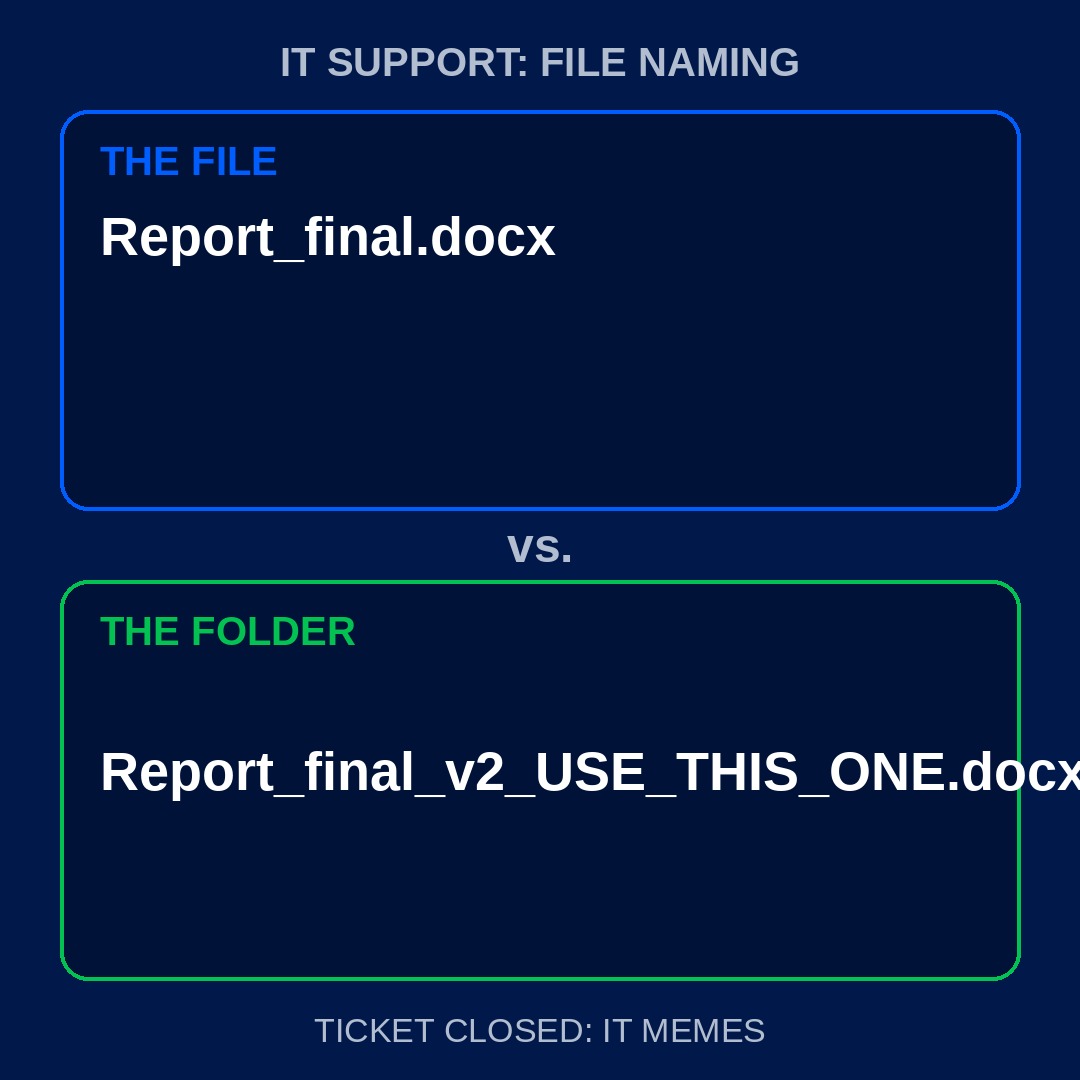 IT SUPPORT: FILE NAMING
THE FILE
Report_final.docx
vs.
THE FOLDER
Report_final_v2_USE_THIS_ONE.docx
TICKET CLOSED: IT MEMES